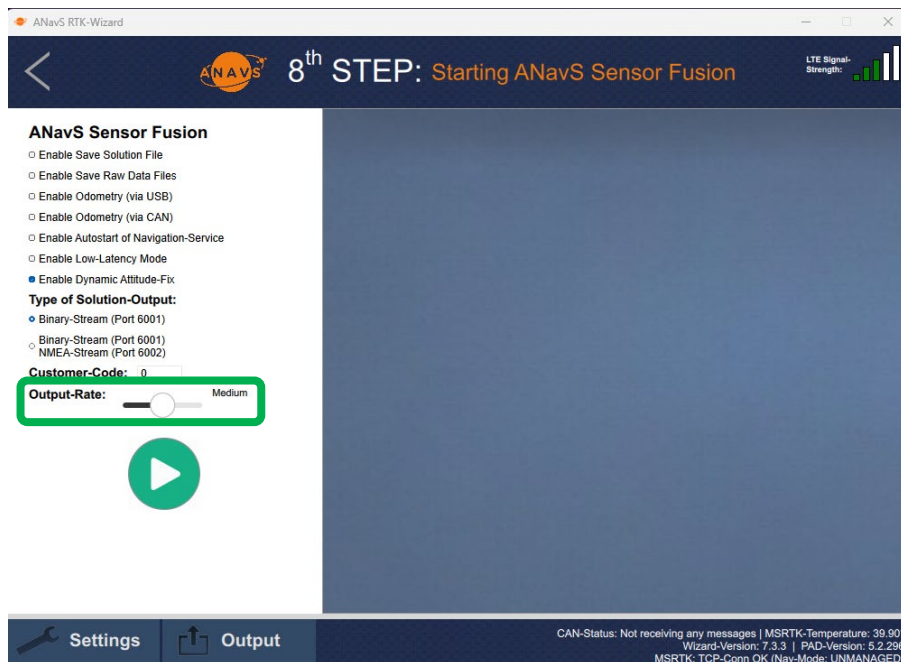 ANavS RTK-Wizard
ANAVS
8th STEP: Starting ANavS Sensor Fusion
LTE Signal-
Strength:
ANavS Sensor Fusion
Enable Save Solution File
Enable Save Raw Data Files
Enable Odometry (via USB)
Enable Odometry (via CAN)
Enable Autostart of Navigation-Service
Enable Low-Latency Mode
Enable Dynamic Attitude-Fix
Type of Solution-Output:
Binary-Stream (Port 6001)
Binary-Stream (Port 6001)
NMEA-Stream (Port 6002)
Customer-Code: 0
Output-Rate: Medium
Settings
Output
CAN-Status: Not receiving any messages | MSRTK-Temperature: 39.90
Wizard-Version: 7.3.3 | PAD-Version: 5.2.296
MSRTK: TCP-Conn OK (Nav-Mode: UNMANAGED